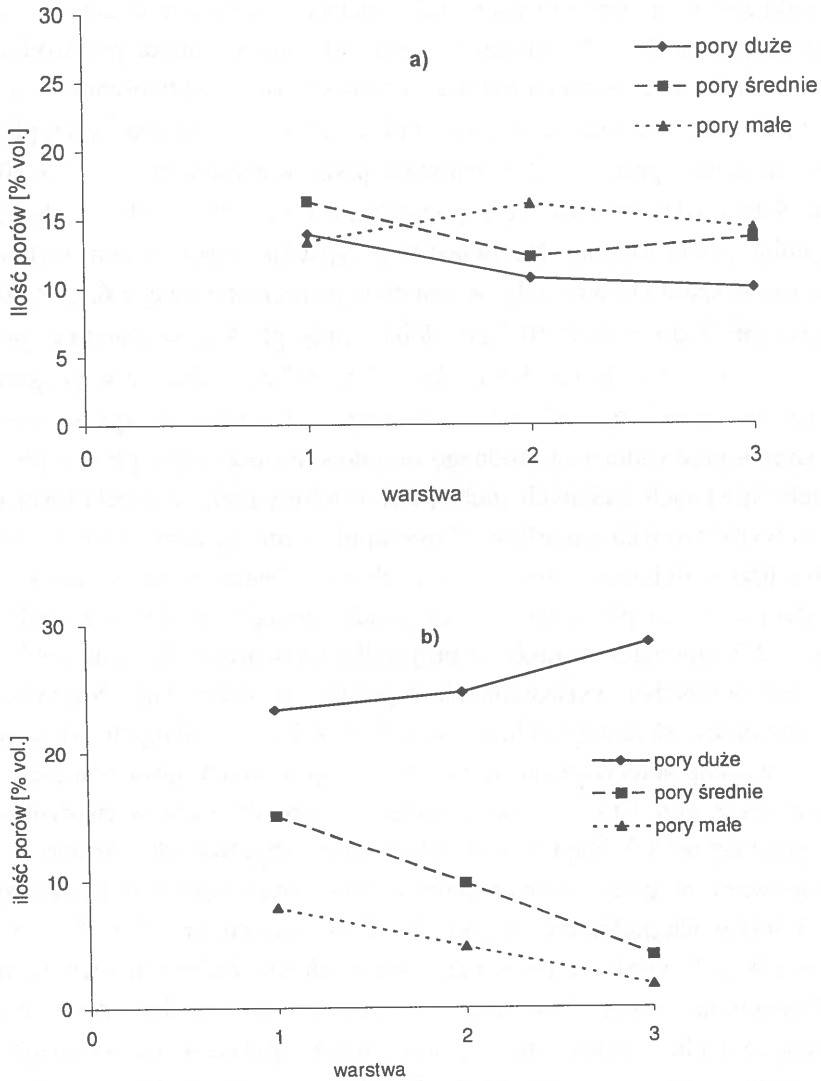 30
25
20
15
10
5
0
Ilość porów [% vol.]
a)
pory duże
pory średnie
pory małe
0
1
2
3
warstwa
30
20
10
0
ilość porów [% vol.]
b)
pory duże
pory średnie
pory małe
0
1
2
3
warstwa